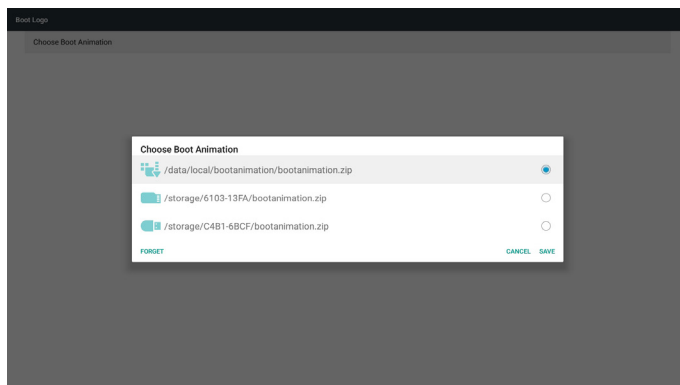 Boot Logo
Choose Boot Animation
Choose Boot Animation
/data/local/bootanimation/bootanimation.zip
/storage/6103-13FA/bootanimation.zip
/storage/C4B1-6BCF/bootanimation.zip
FORGET CANCEL SAVE